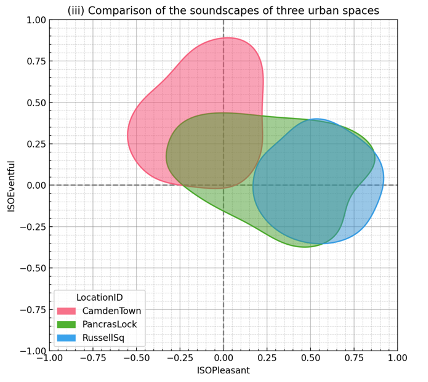 (iii) Comparison of the soundscapes of three urban spaces
1.00
0.75
0.50
0.25
0.00
−0.25
−0.50
−0.75
−1.00
ISOEventful
LocationID
CamdenTown
PancrasLock
RussellSq
−1.00 −0.75 −0.50 −0.25 0.00 0.25 0.50 0.75 1.00
ISOPleasant